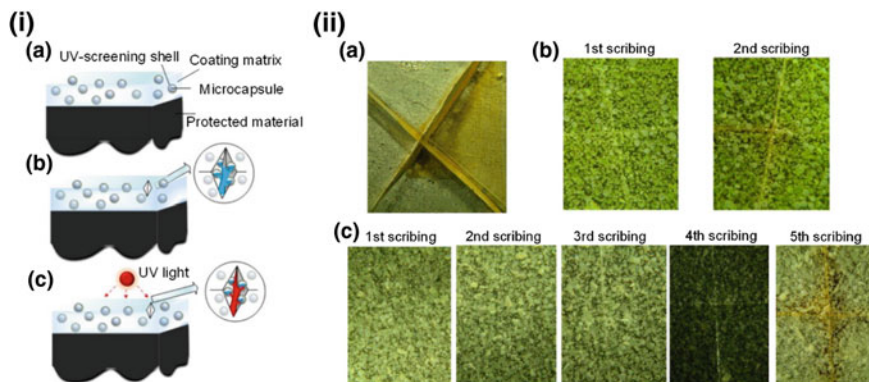 (i)
(a)
UV-screening shell
Coating matrix
Microcapsule
Protected material
(b)
(c)
UV light
(ii)
(a)
(b)
1st scribing
2nd scribing
(c)
1st scribing
2nd scribing
3rd scribing
4th scribing
5th scribing